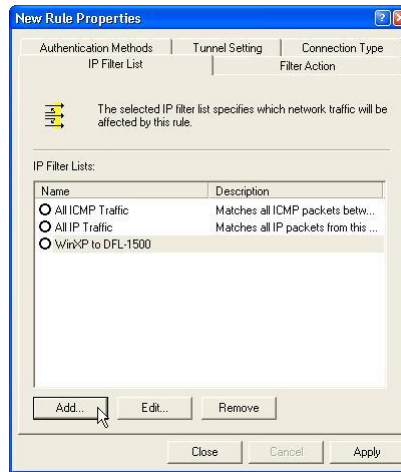 New Rule Properties
Authentication Methods Tunnel Setting Connection Type
IP Filter List Filter Action
The selected IP filter list specifies which network traffic will be
affected by this rule.
IP Filter Lists:
Name Description
All ICMP Traffic Matches all ICMP packets betw...
All IP Traffic Matches all IP packets from this ...
WinXP to DFL-1500
Add... Edit... Remove
Close Cancel Apply